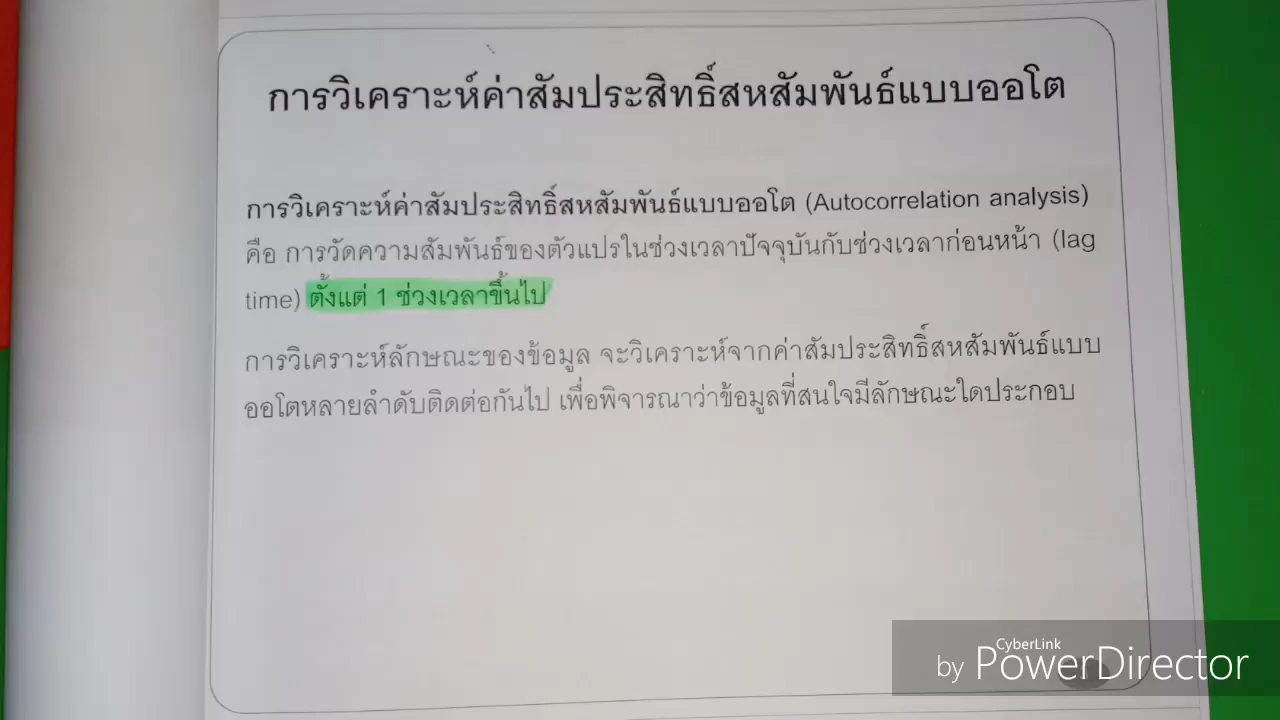 การวิเคราะห์ค่าสัมประสิทธิ์สหสัมพันธ์แบบออโต
การวิเคราะห์ค่าสัมประสิทธิ์สหสัมพันธ์แบบออโต (Autocorrelation analysis)
คือ การวัดความสัมพันธ์ของตัวแปรในช่วงเวลาปัจจุบันกับช่วงเวลาก่อนหน้า (lag
time) ตั้งแต่ 1 ช่วงเวลาขึ้นไป
การวิเคราะห์ลักษณะของข้อมูล จะวิเคราะห์จากค่าสัมประสิทธิ์สหสัมพันธ์แบบ
ออโตหลายลำดับติดต่อกันไป เพื่อพิจารณาว่าข้อมูลที่สนใจมีลักษณะใดประกอบ
CyberLink
by PowerDirector